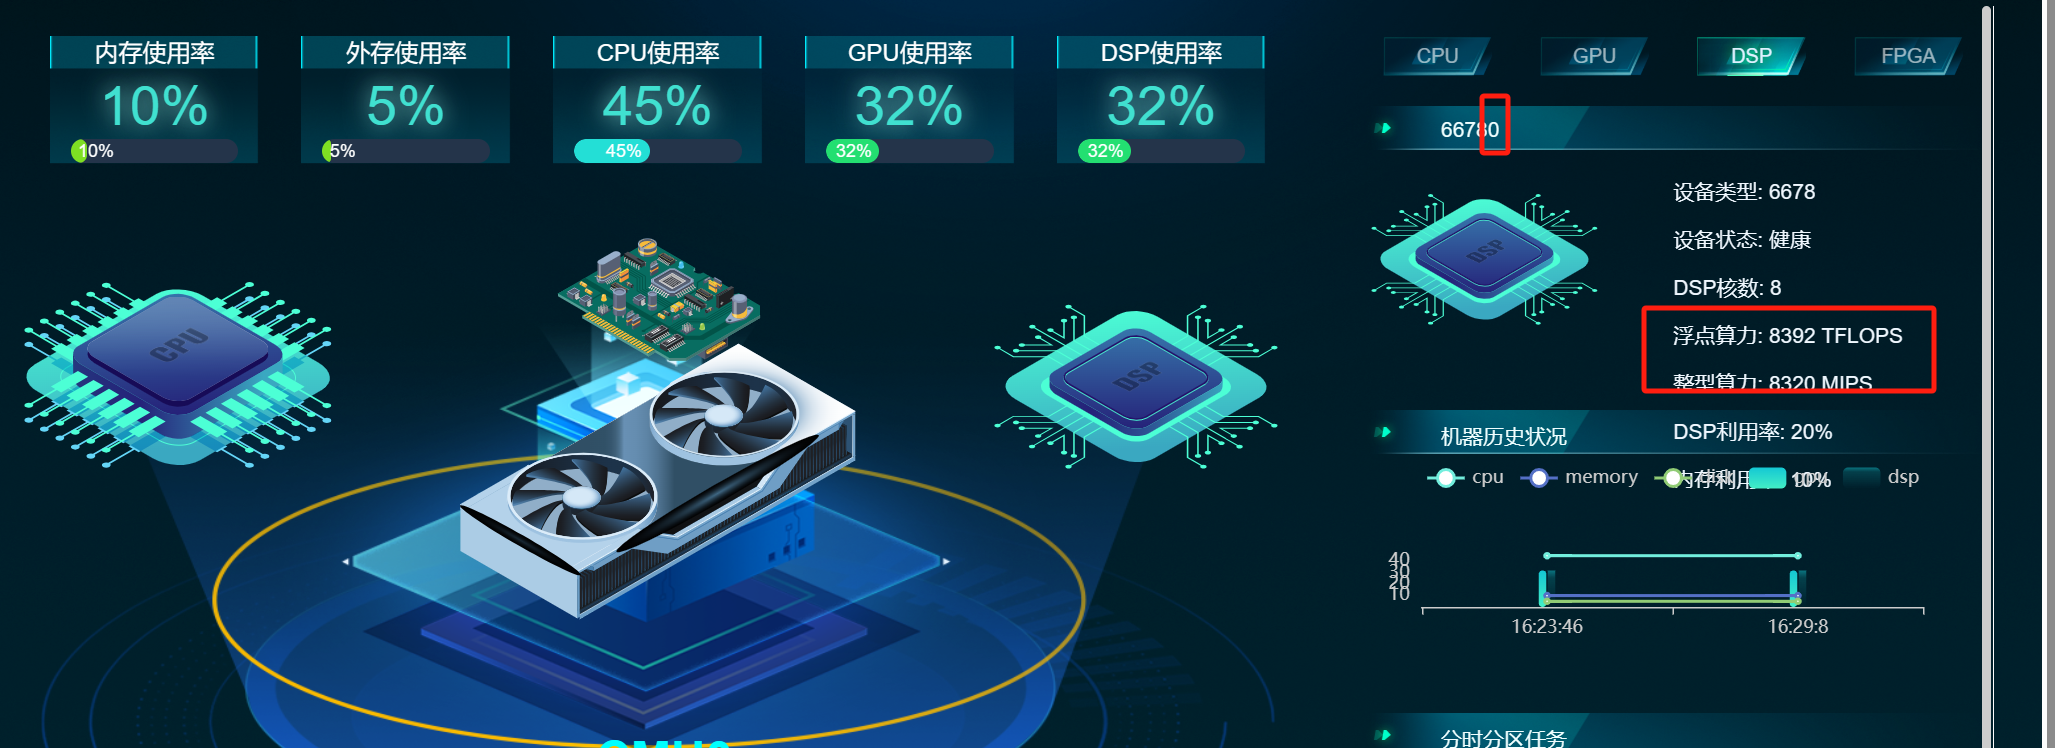 内存使用率
10%
10%
外存使用率
5%
5%
CPU使用率
45%
45%
GPU使用率
32%
32%
DSP使用率
32%
32%
CPU
DSP
CPU GPU DSP FPGA
66780
DSP
设备类型: 6678
设备状态: 健康
DSP核数: 8
浮点算力: 8392 TFLOPS
整型算力: 8320 MIPS
机器历史状况
DSP利用率: 20%
cpu memory dsp
内存利用 10%
40
30
20
10
16:23:46 16:29:8
分时分区任务